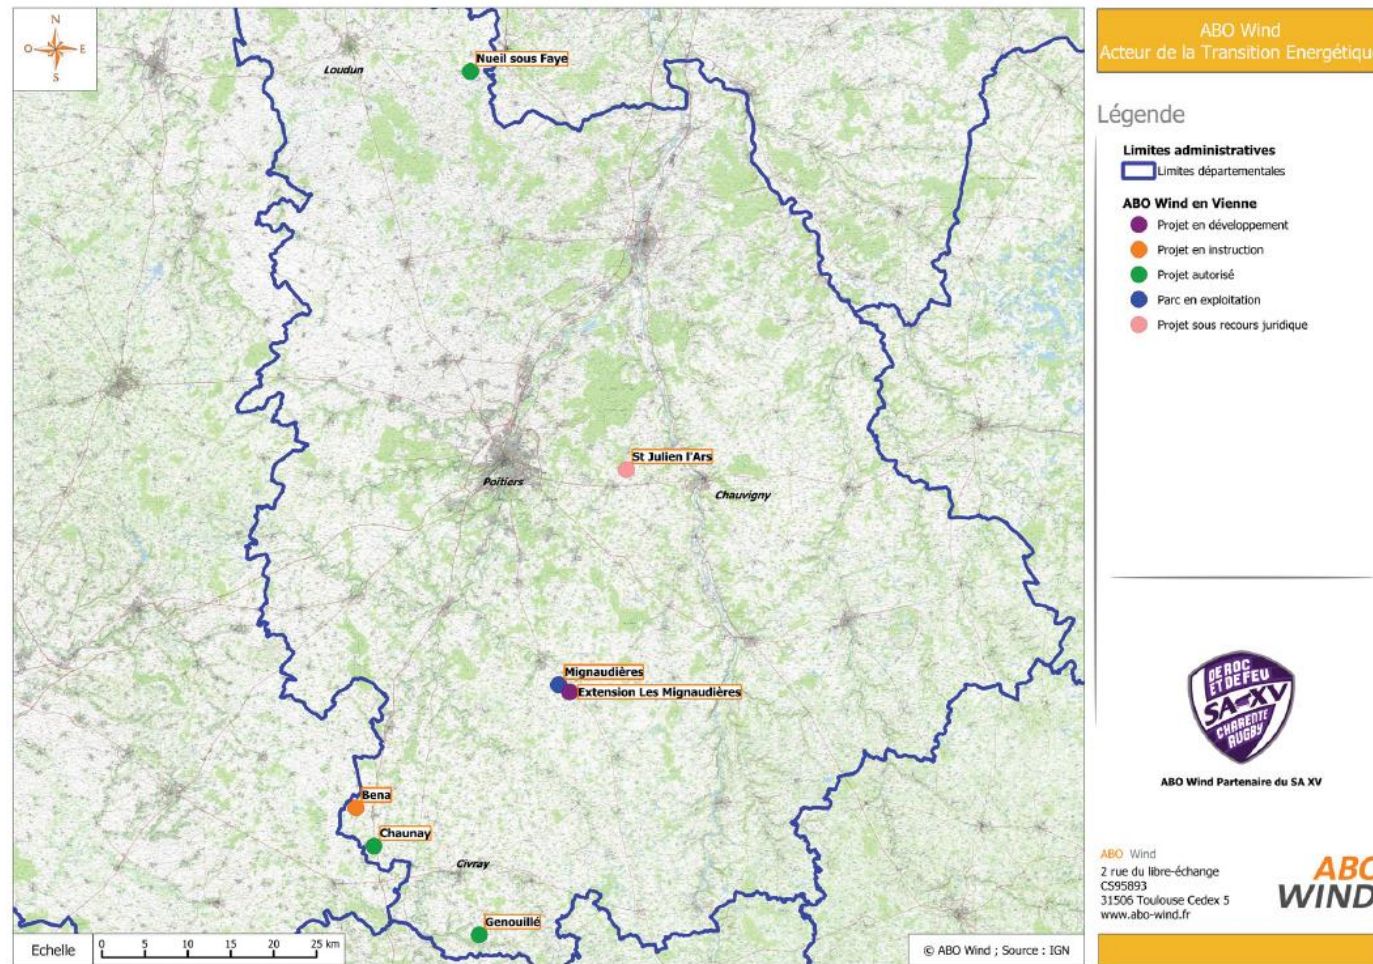 N
O
E
S
Loudun
Nueil sous Faye
St Julien l'Ars
Poitiers
Chauvigny
Mignaudières
Extension Les Mignaudières
Bena
Chaunay
Civray
Genouillé
Echelle
0 5 10 15 20 25 km
© ABO Wind ; Source : IGN
ABO Wind
Acteur de la Transition Energétiqu
Légende
Limites administratives
Limites départementales
ABO Wind en Vienne
Projet en développement
Projet en instruction
Projet autorisé
Parc en exploitation
Projet sous recours juridique
DE ROC
ET DE FEU
SA XV
CHARENTE
RUGBY
ABO Wind Partenaire du SA XV
ABO Wind
2 rue du libre-échange
CS95893
31506 Toulouse Cedex 5
www.abo-wind.fr
ABO
WIND